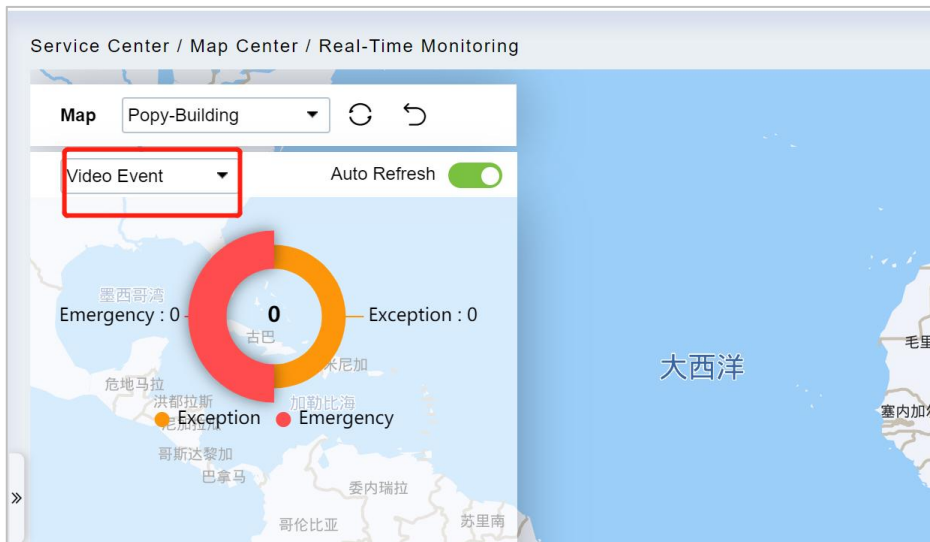 Service Center / Map Center / Real-Time Monitoring
Map
Popy-Building
Video Event
Auto Refresh
墨西哥湾
Emergency : 0
0
Exception : 0
古巴
米尼加
大西洋
危地马拉
洪都拉斯
加勒比海
Exception
Emergency
哥斯达黎加
巴拿马
委内瑞拉
哥伦比亚
苏里南
毛里
塞内加